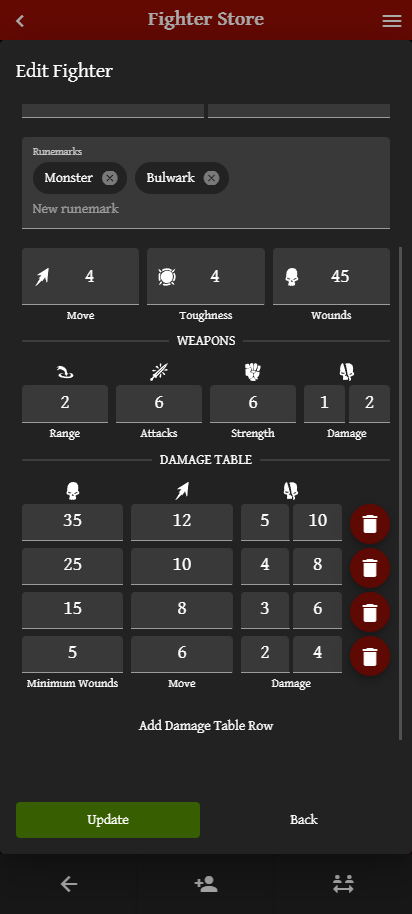 Fighter Store
Edit Fighter
Runemarks
Monster Bulwark
New runemark
4 4 45
Move Toughness Wounds
WEAPONS
2 6 6 1 2
Range Attacks Strength Damage
DAMAGE TABLE
35 12 5 10
25 10 4 8
15 8 3 6
5 6 2 4
Minimum Wounds Move Damage
Add Damage Table Row
Update Back